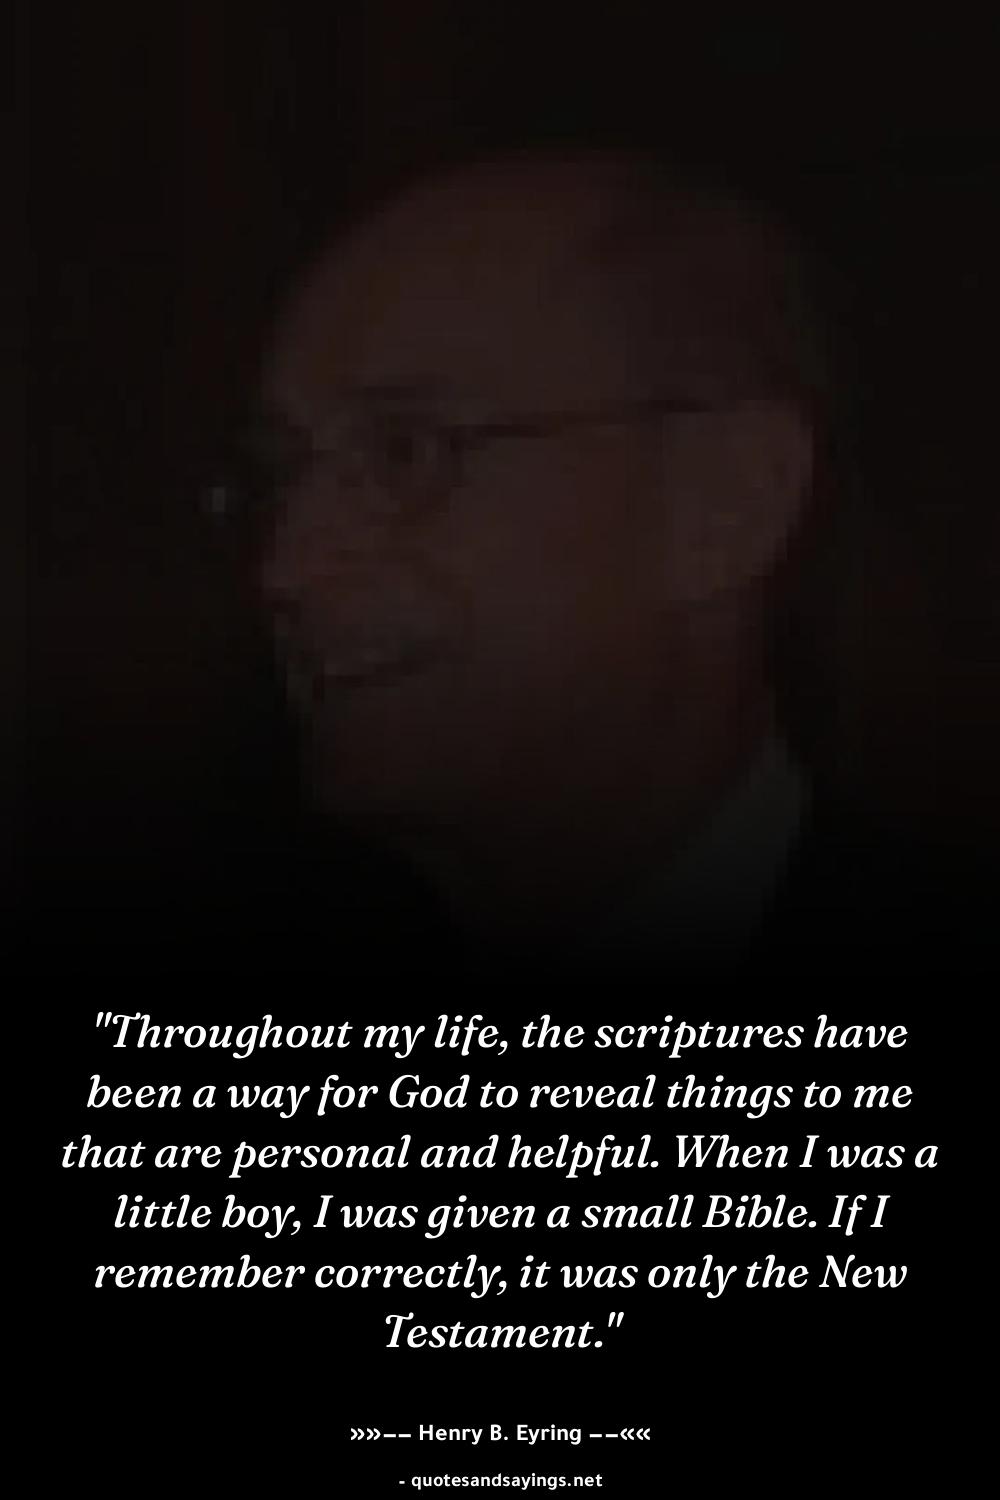 "Throughout my life, the scriptures have
been a way for God to reveal things to me
that are personal and helpful. When I was a
little boy, I was given a small Bible. If I
remember correctly, it was only the New
Testament."
»»−− Henry B. Eyring −−««
- quotesandsayings.net